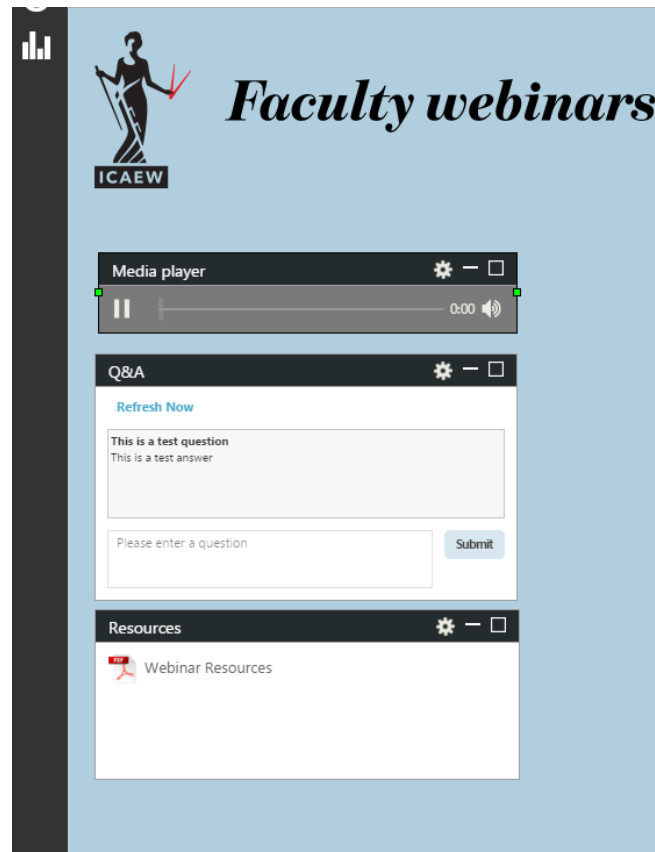 Faculty webinars
ICAEW
Media player
0:00
Q&A
Refresh Now
This is a test question
This is a test answer
Please enter a question
Submit
Resources
PDF
Webinar Resources